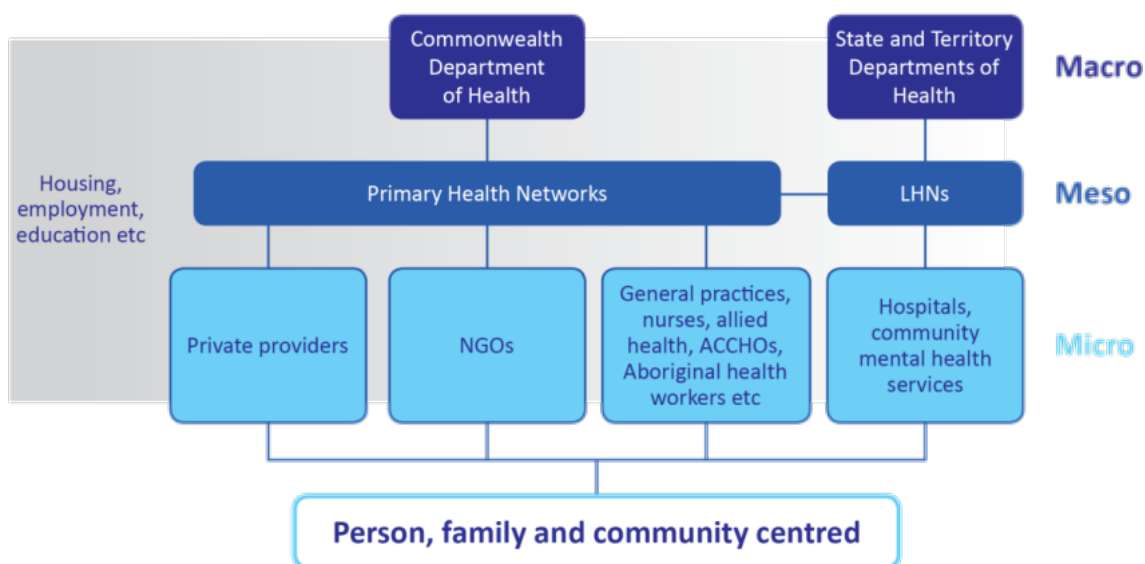 Commonwealth
Department
of Health
State and Territory
Departments of
Health
Macro
Housing,
employment,
education etc
Primary Health Networks
LHNs
Meso
Private providers
NGOs
General practices,
nurses, allied
health, ACCHOs,
Aboriginal health
workers etc
Hospitals,
community
mental health
services
Micro
Person, family and community centred